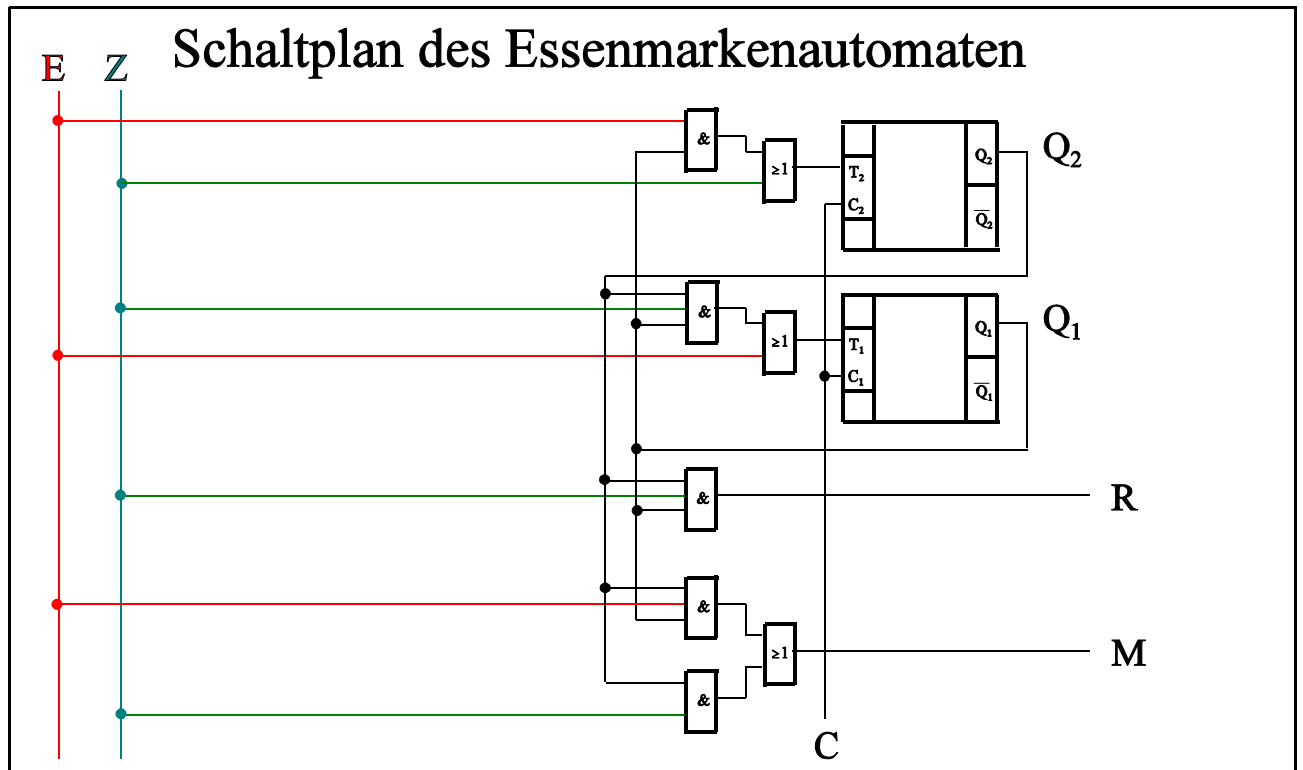 Schaltplan des Essenmarkenautomaten
E Z
&
≥1
T₂
C₂
Q₂
Q̅₂
Q₂
&
≥1
T₁
C₁
Q₁
Q̅₁
Q₁
&
R
&
≥1
M
&
C